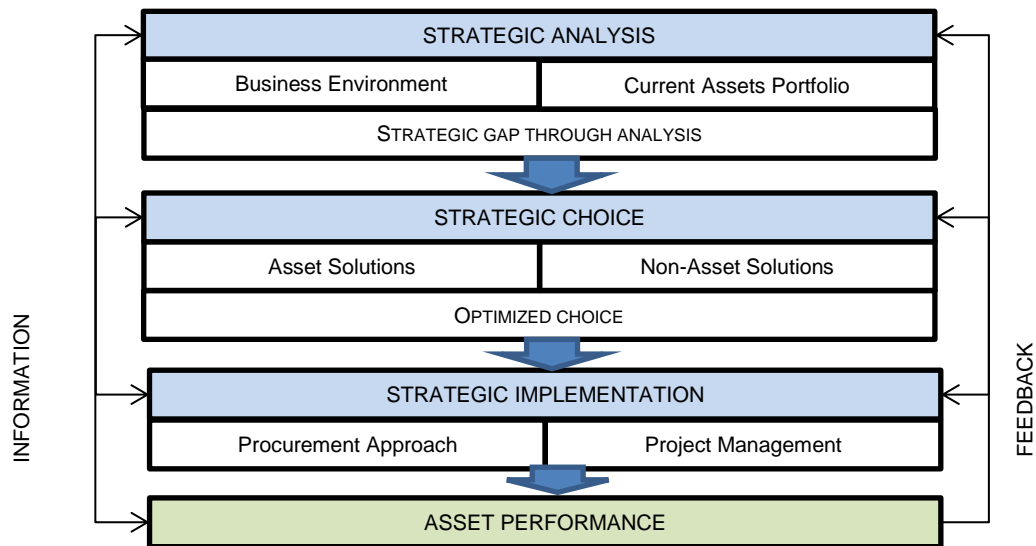 STRATEGIC ANALYSIS
Business Environment
Current Assets Portfolio
STRATEGIC GAP THROUGH ANALYSIS
STRATEGIC CHOICE
Asset Solutions
Non-Asset Solutions
OPTIMIZED CHOICE
INFORMATION
FEEDBACK
STRATEGIC IMPLEMENTATION
Procurement Approach
Project Management
ASSET PERFORMANCE